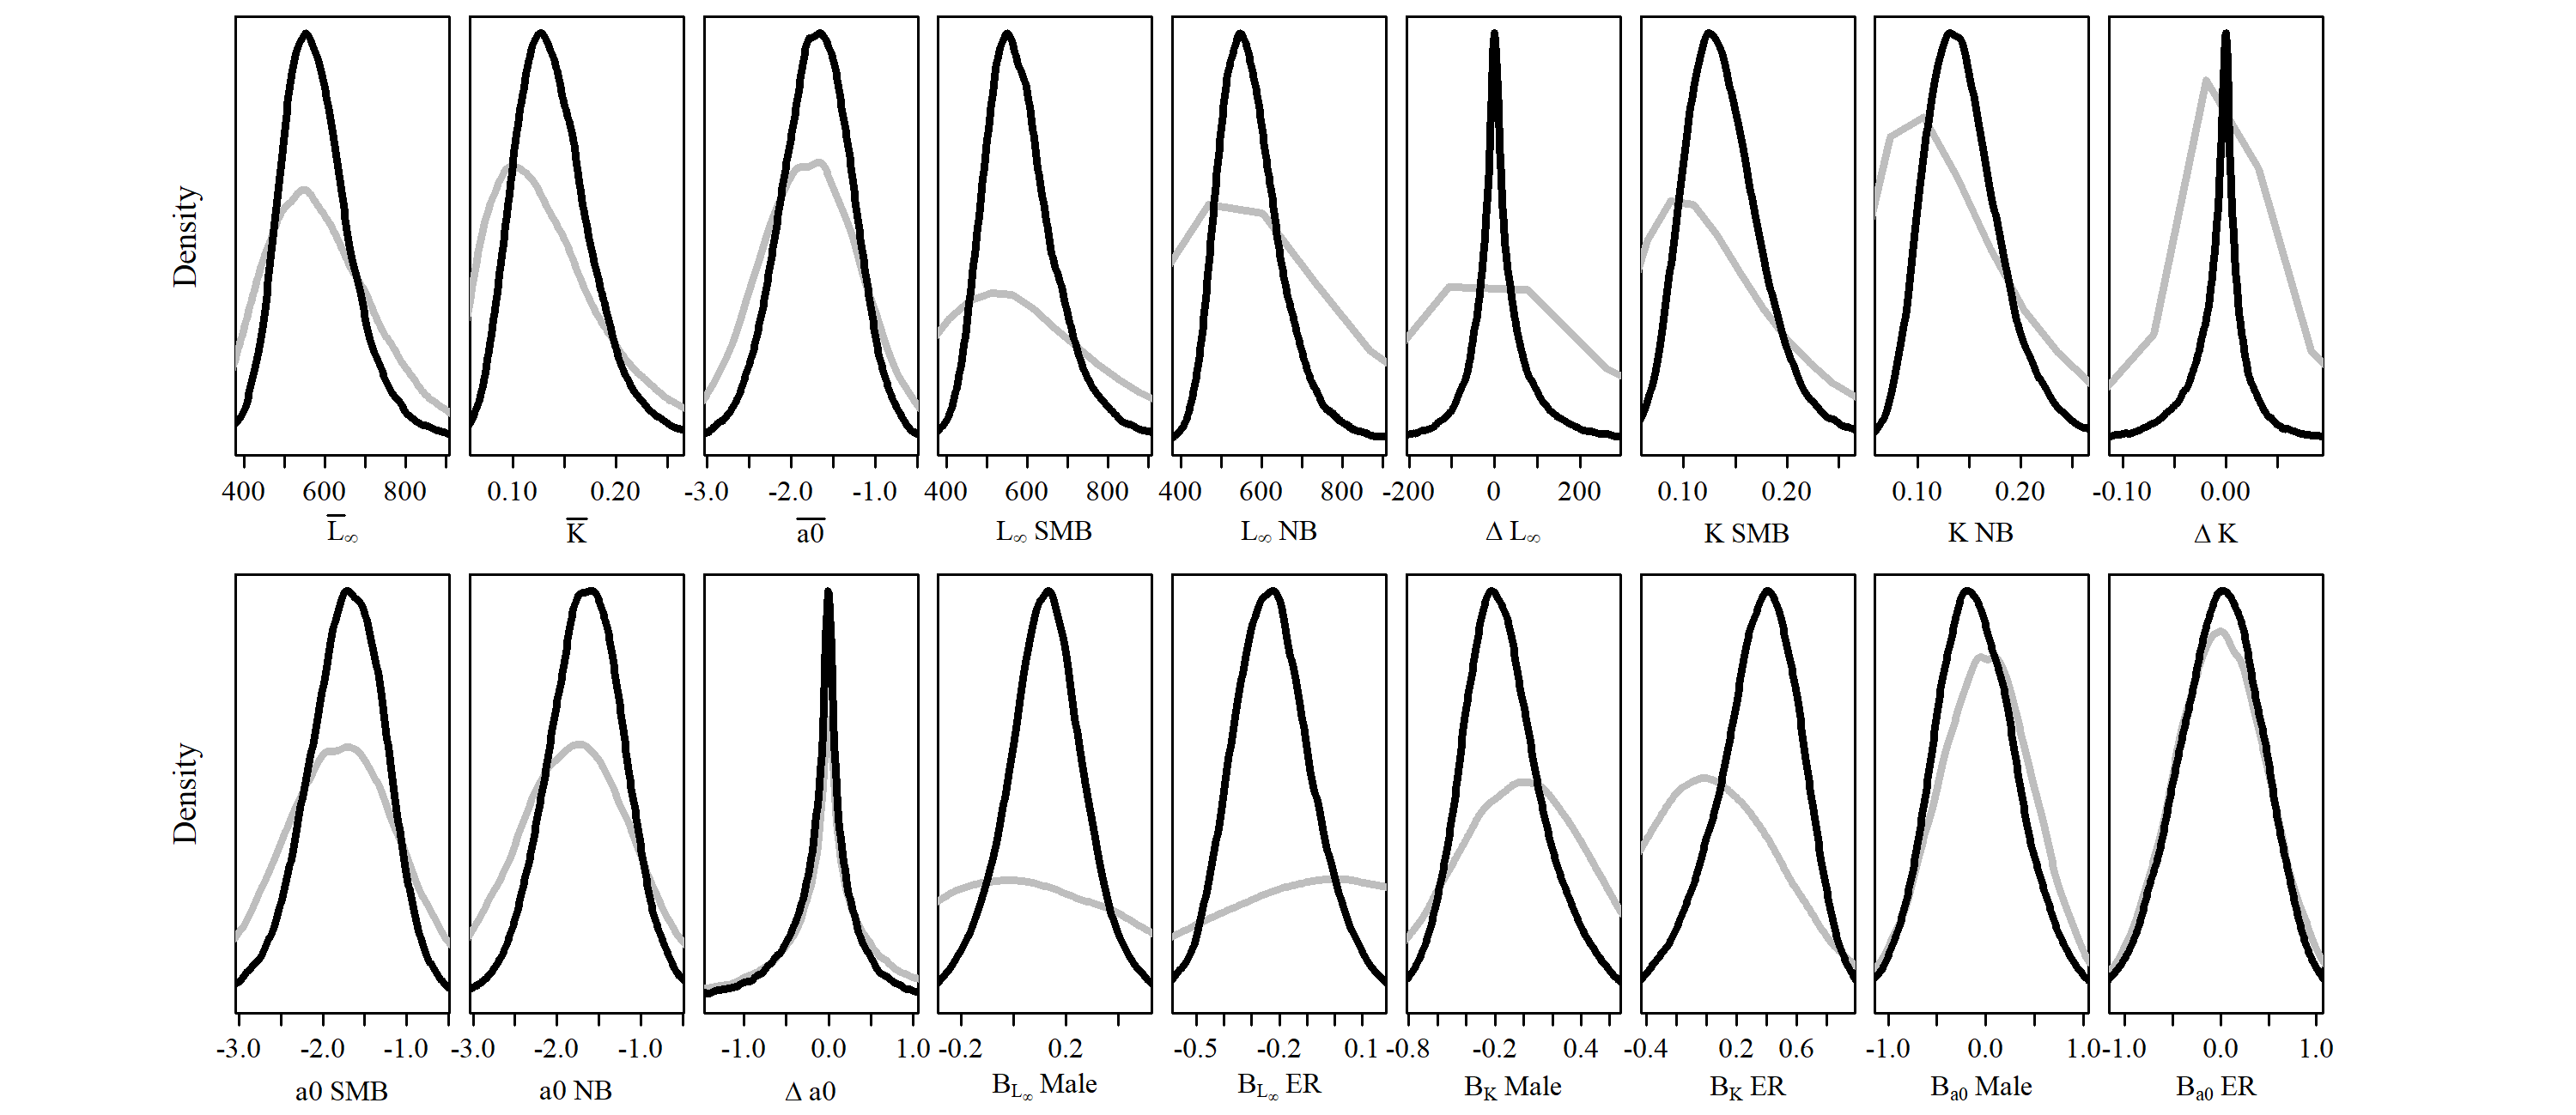 Density
400 600 800 0.10 0.20 -3.0 -2.0 -1.0 400 600 800 400 600 800 -200 0 200 0.10 0.20 0.10 0.20 -0.10 0.00
L̅∞ K̅ a0̅ L∞ SMB L∞ NB Δ L∞ K SMB K NB Δ K
Density
-3.0 -2.0 -1.0 -3.0 -2.0 -1.0 -1.0 0.0 1.0 -0.2 0.2 -0.5 -0.2 0.1 -0.8 -0.2 0.4 -0.4 0.2 0.6 -1.0 0.0 1.0 -1.0 0.0 1.0
a0 SMB a0 NB Δ a0 BL∞ Male BL∞ ER BK Male BK ER Ba0 Male Ba0 ER